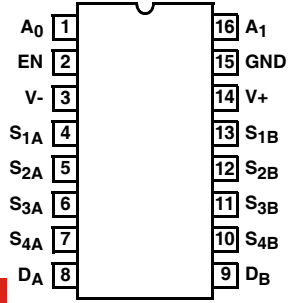 A0 1 16 A1
EN 2 15 GND
V- 3 14 V+
S1A 4 13 S1B
S2A 5 12 S2B
S3A 6 11 S3B
S4A 7 10 S4B
DA 8 9 DB